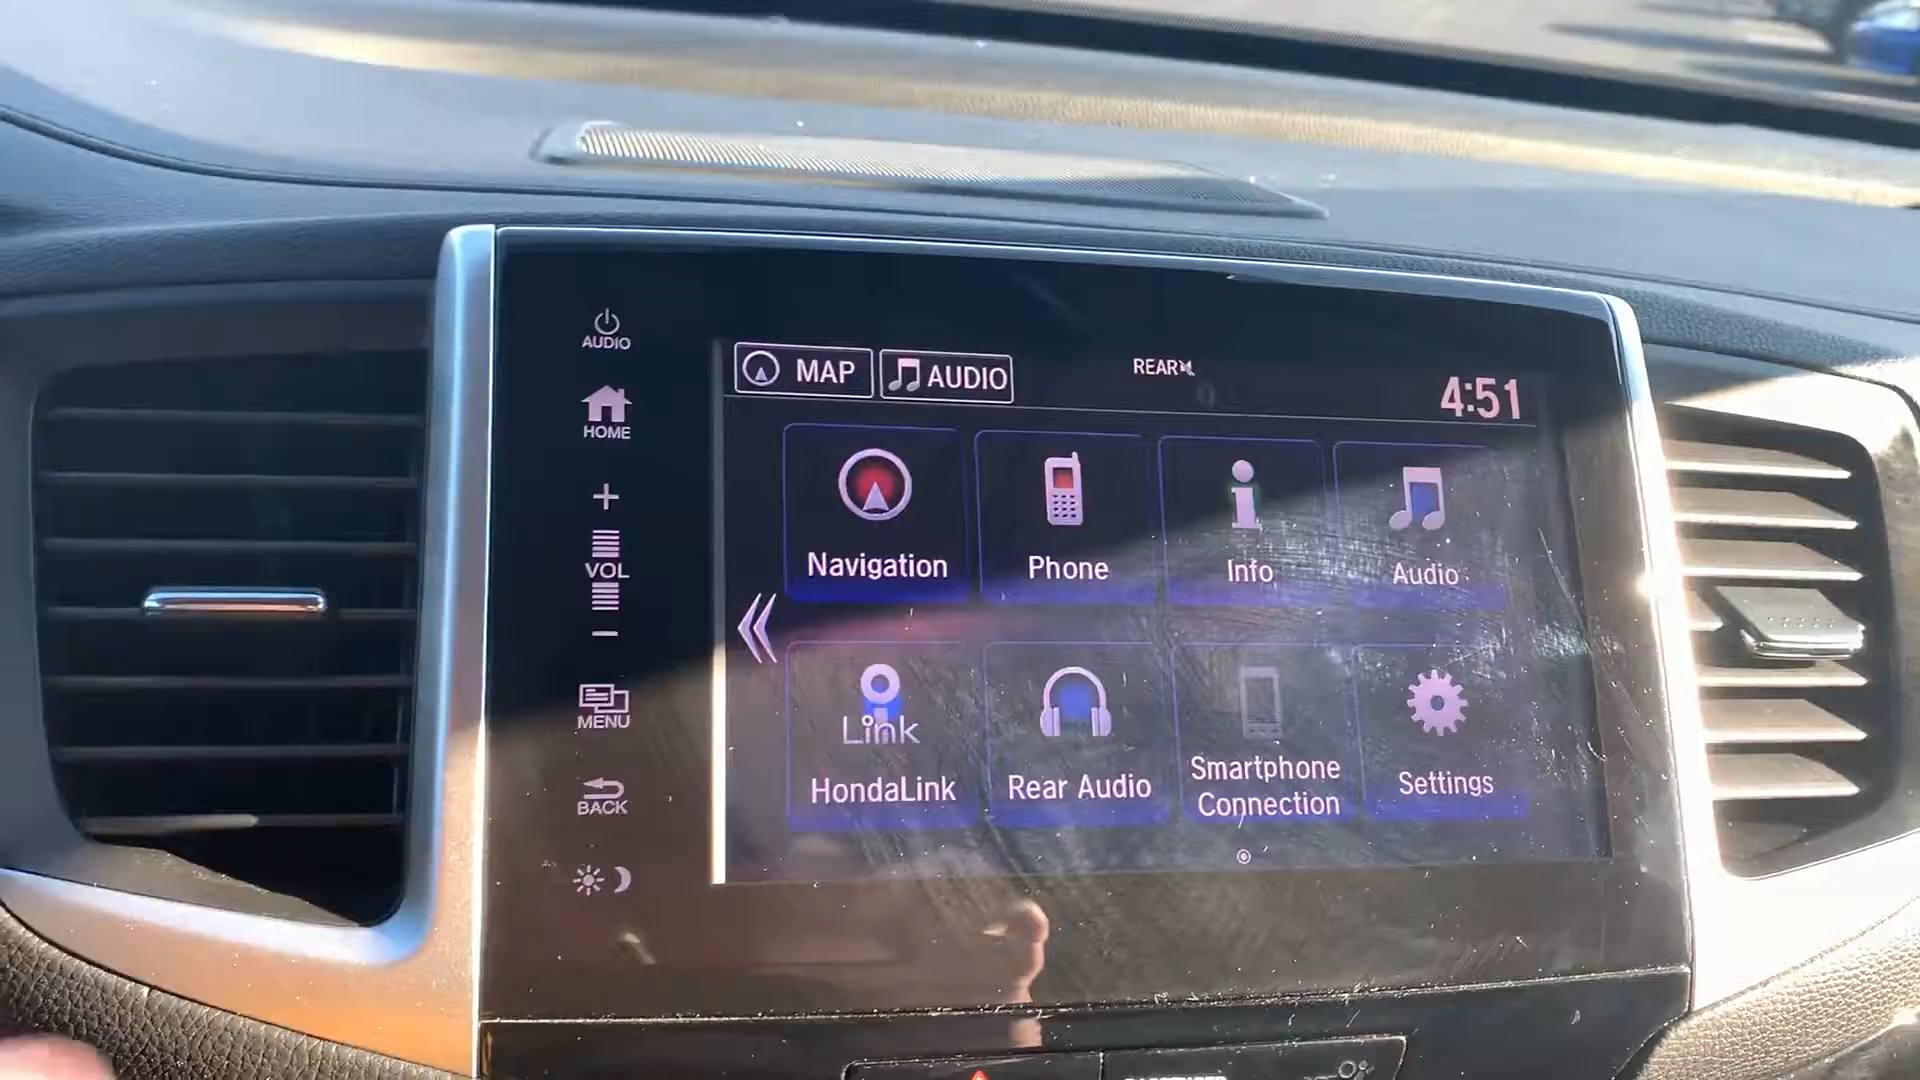 AUDIO
HOME
VOL
MENU
BACK
MAP
AUDIO
REAR
4:51
Navigation
Phone
Info
Audio
Link
HondaLink
Rear Audio
Smartphone
Connection
Settings